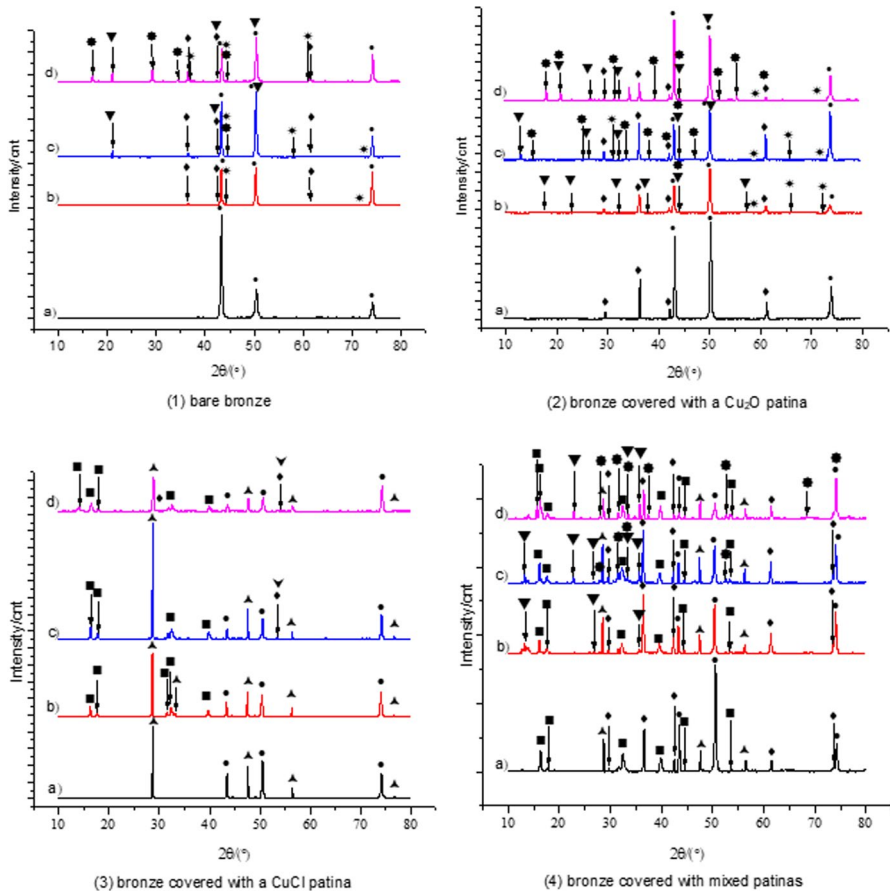 Intensity/cnt
d)
c)
b)
a)
10 20 30 40 50 60 70 80
2θ/(°)
(1) bare bronze
Intensity/cnt
d)
c)
b)
a)
10 20 30 40 50 60 70 80
2θ/(°)
(2) bronze covered with a Cu₂O patina
Intensity/cnt
d)
c)
b)
a)
10 20 30 40 50 60 70 80
2θ/(°)
(3) bronze covered with a CuCl patina
Intensity/cnt
d)
c)
b)
a)
10 20 30 40 50 60 70 80
2θ/(°)
(4) bronze covered with mixed patinas